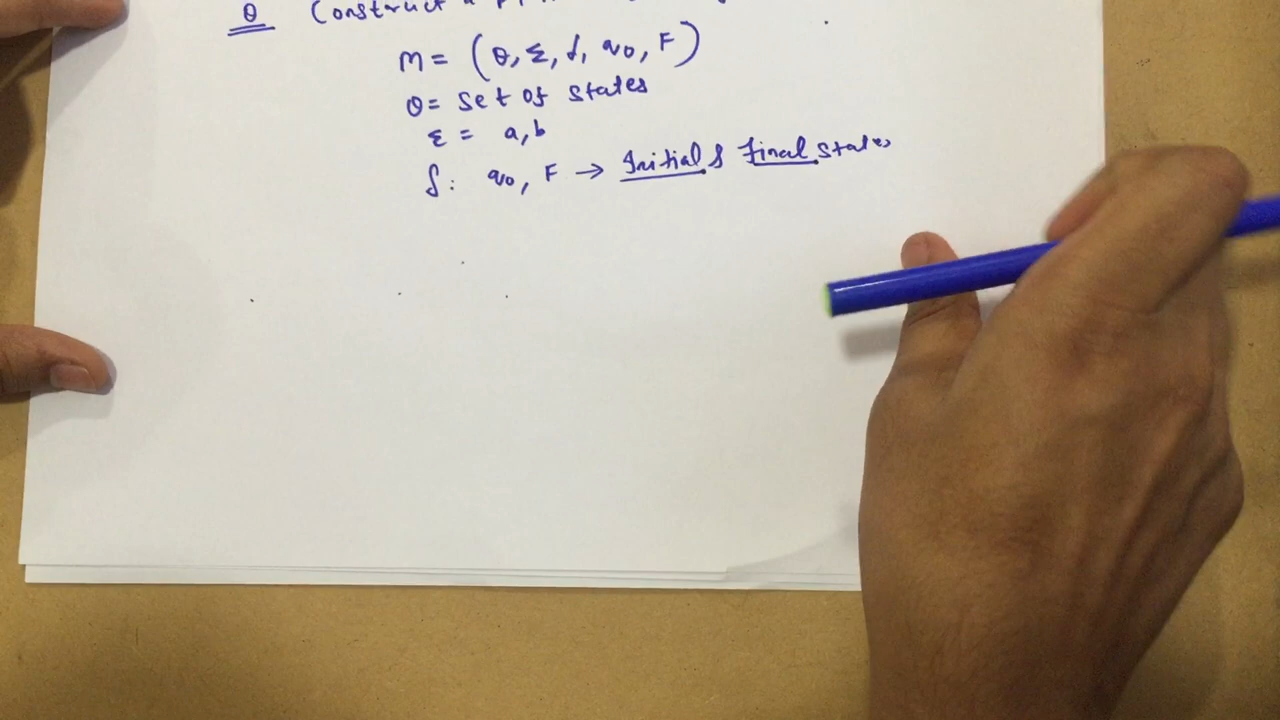 Q Construct a
M = (Q, Σ, δ, q0, F)
Q = Set of states
Σ = a, b
δ: q0, F → Initial & Final states